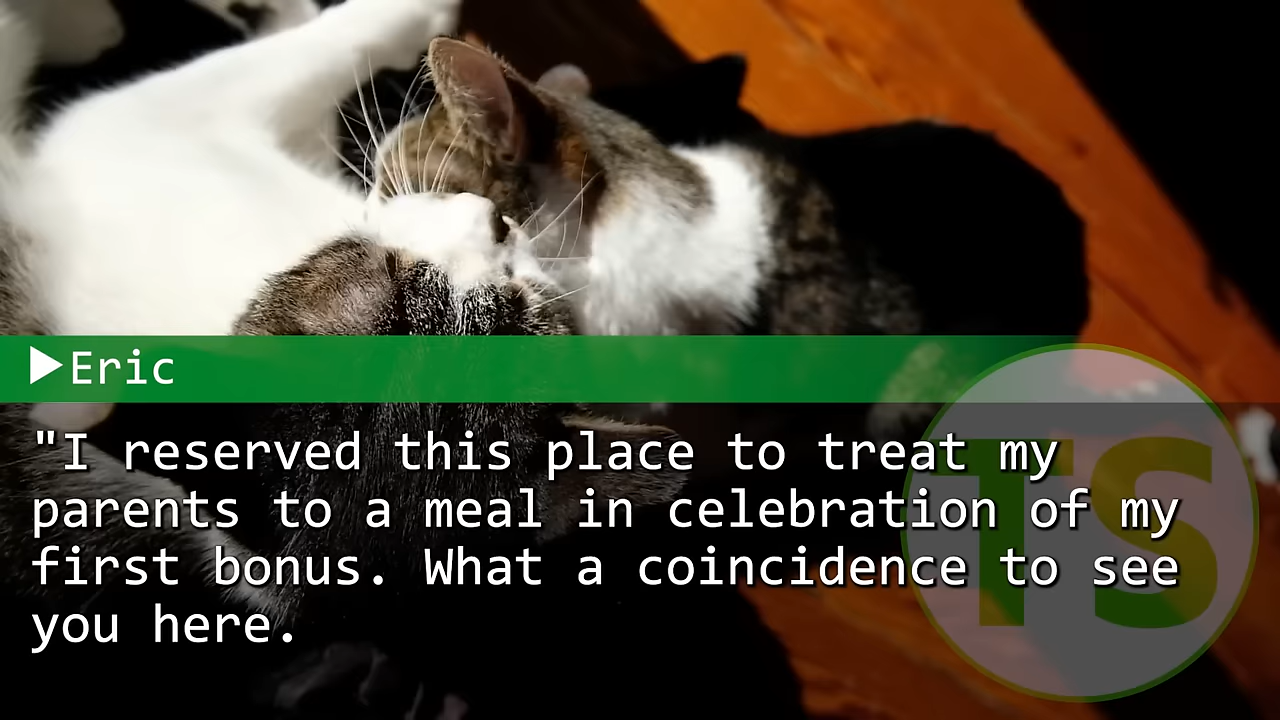 ▶Eric
"I reserved this place to treat my
parents to a meal in celebration of my
first bonus. What a coincidence to see
you here.
TS